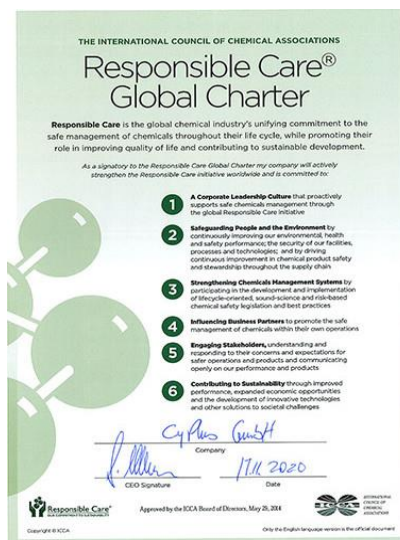 THE INTERNATIONAL COUNCIL OF CHEMICAL ASSOCIATIONS
Responsible Care®
Global Charter
Responsible Care is the global chemical industry's unifying commitment to the
safe management of chemicals throughout their life cycle, while promoting their
role in improving quality of life and contributing to sustainable development.
As a signatory to the Responsible Care Global Charter my company will actively
strengthen the Responsible Care initiative worldwide and is committed to:
1 A Corporate Leadership Culture that proactively
supports safe chemicals management through
the global Responsible Care initiative
2 Safeguarding People and the Environment by
continuously improving our environmental, health
and safety performance; the security of our facilities,
processes and technologies; and by driving
continuous improvement in chemical product safety
and stewardship throughout the supply chain
3 Strengthening Chemicals Management Systems by
participating in the development and implementation
of lifecycle-oriented, sound-science and risk-based
chemical safety legislation and best practices
4 Influencing Business Partners to promote the safe
management of chemicals within their own operations
5 Engaging Stakeholders, understanding and
responding to their concerns and expectations for
safer operations and products and communicating
openly on our performance and products
6 Contributing to Sustainability through improved
performance, expanded economic opportunities
and the development of innovative technologies
and other solutions to societal challenges
CyPlus GmbH
Company
17.11.2020
CEO Signature Date
Responsible Care®
OUR COMMITMENT TO SUSTAINABILITY
Approved by the ICCA Board of Directors, May 29, 2014
ICCA
INTERNATIONAL
COUNCIL OF
CHEMICAL
ASSOCIATIONS
Copyright © ICCA
Only the English language version is the official document